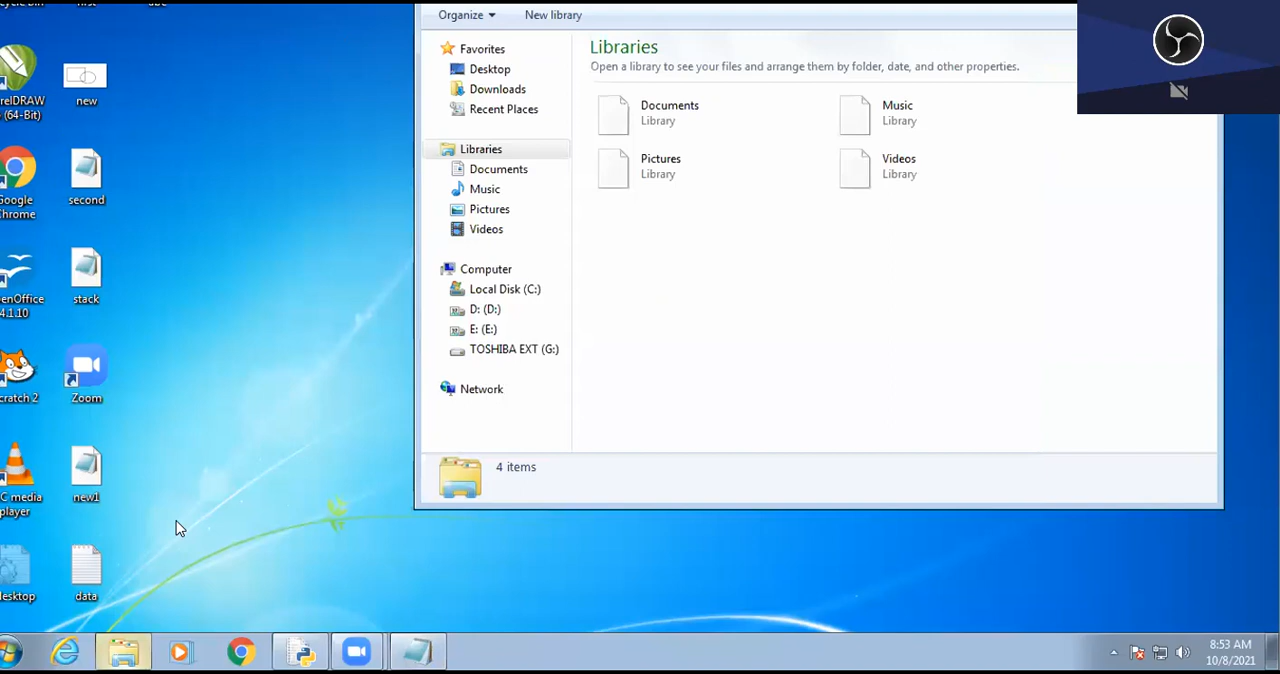 Organize
New library
Favorites
Desktop
Downloads
Recent Places
Libraries
Documents
Music
Pictures
Videos
Computer
Local Disk (C:)
D: (D:)
E: (E:)
TOSHIBA EXT (G:)
Network
Libraries
Open a library to see your files and arrange them by folder, date, and other properties.
Documents
Library
Music
Library
Pictures
Library
Videos
Library
4 items
relDRAW
(64-Bit)
new
Google
Chrome
second
enOffice
4.1.10
stack
ratch 2
Zoom
C media
player
new1
esktop
data
8:53 AM
10/8/2021